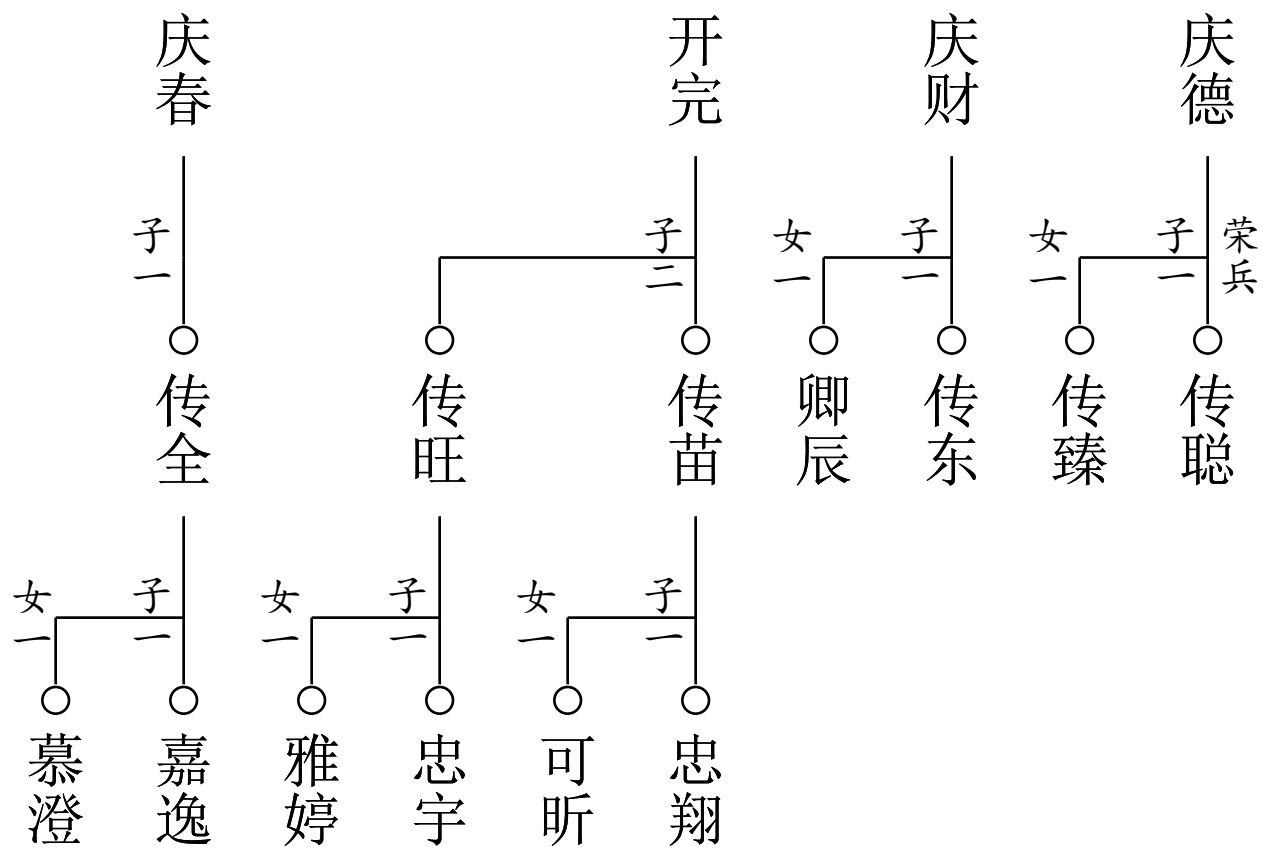 庆德
庆财
开完
庆春
荣兵
子一
女一
子一
女一
子二
子一
传聪
传臻
传东
卿辰
传苗
传旺
传全
子一
女一
子一
女一
子一
女一
忠翔
可昕
忠宇
雅婷
嘉逸
慕澄